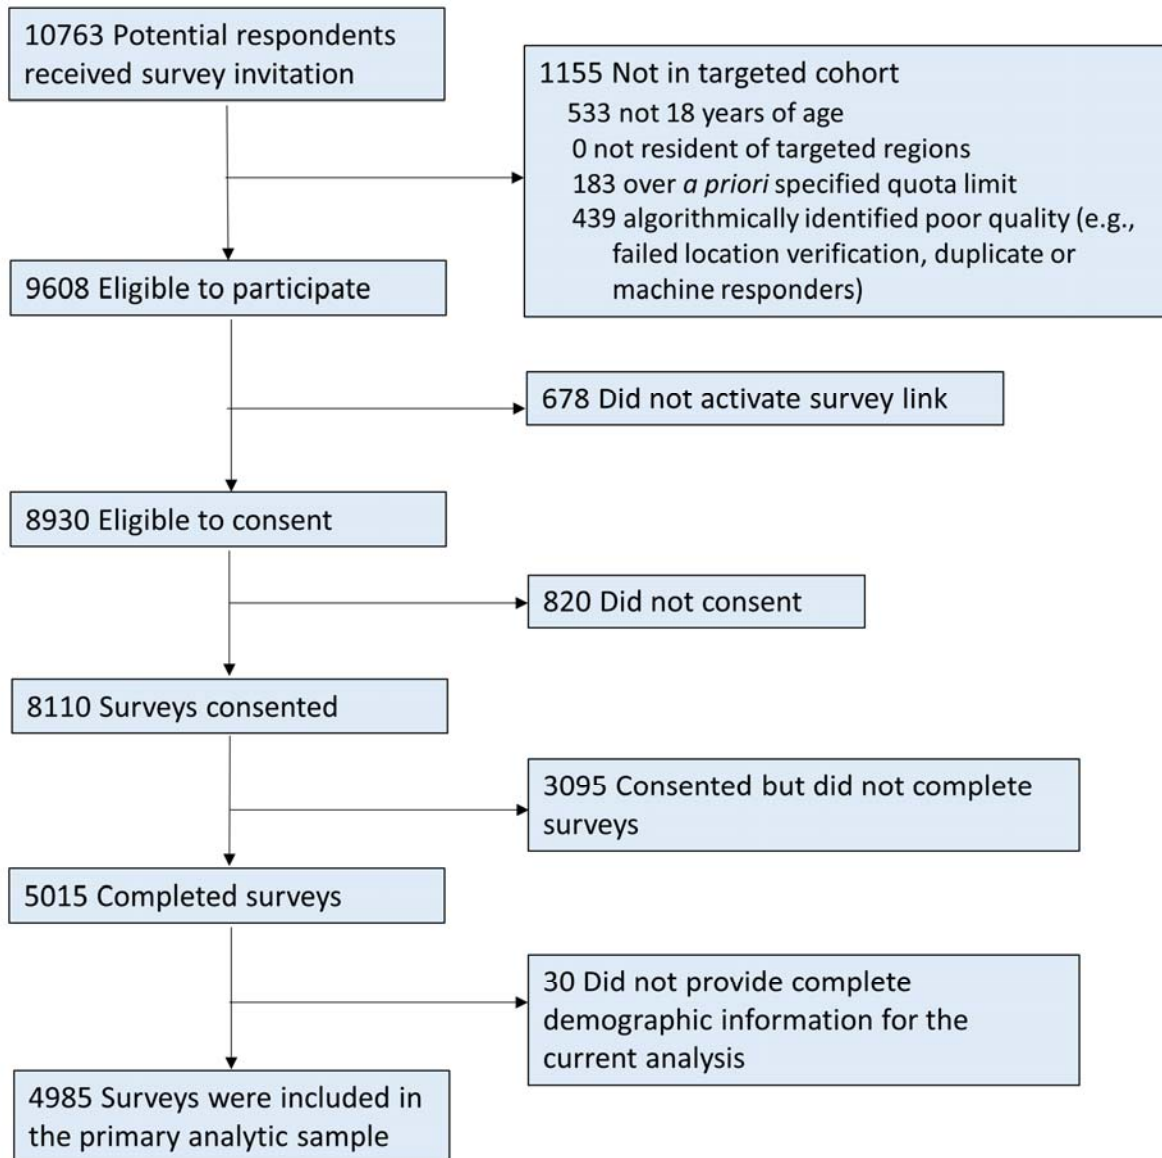 10763 Potential respondents
received survey invitation
1155 Not in targeted cohort
533 not 18 years of age
0 not resident of targeted regions
183 over a priori specified quota limit
439 algorithmically identified poor quality (e.g.,
failed location verification, duplicate or
machine responders)
9608 Eligible to participate
678 Did not activate survey link
8930 Eligible to consent
820 Did not consent
8110 Surveys consented
3095 Consented but did not complete
surveys
5015 Completed surveys
30 Did not provide complete
demographic information for the
current analysis
4985 Surveys were included in
the primary analytic sample